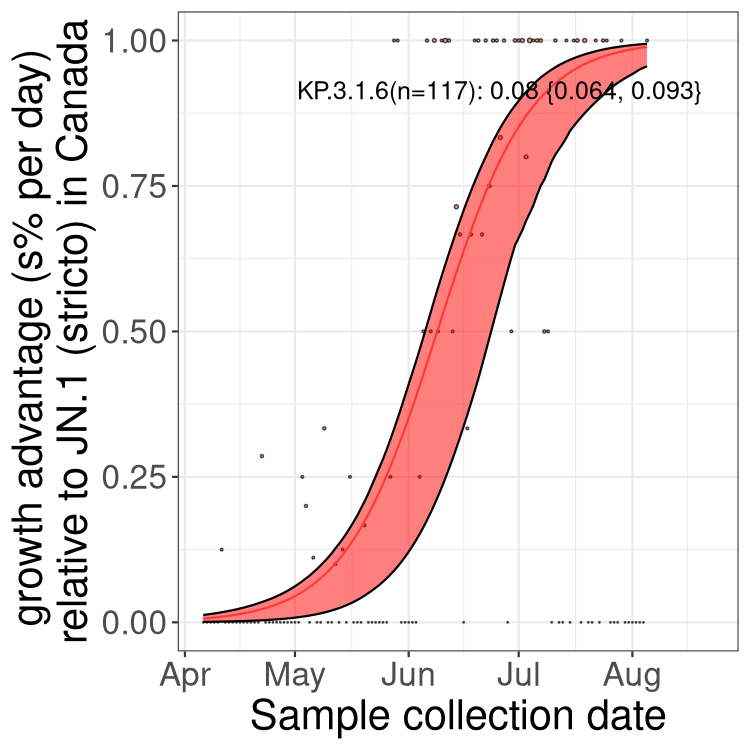 growth advantage (s% per day)
relative to JN.1 (stricto) in Canada
1.00
0.75
0.50
0.25
0.00
KP.3.1.6(n=117): 0.08 {0.064, 0.093}
Apr May Jun Jul Aug
Sample collection date